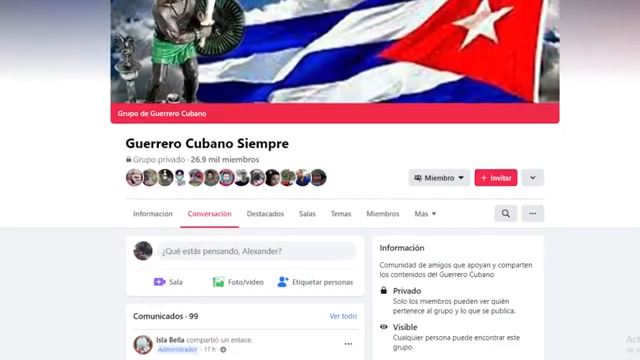 Grupo de Guerrero Cubano
Guerrero Cubano Siempre
Grupo privado · 26.9 mil miembros
Miembro
+ Invitar
Información
Conversación
Destacados
Salas
Temas
Miembros
Más
¿Qué estás pensando, Alexander?
Sala
Foto/video
Etiquetar personas
Comunicados · 99
Ver todo
Isla Bella compartió un enlace.
Administrador · 17 h ·
Información
Comunidad de amigos que apoyan y comparten
los contenidos del Guerrero Cubano
Privado
Solo los miembros pueden ver quién
pertenece al grupo y lo que se publica.
Visible
Cualquier persona puede encontrar este
grupo.